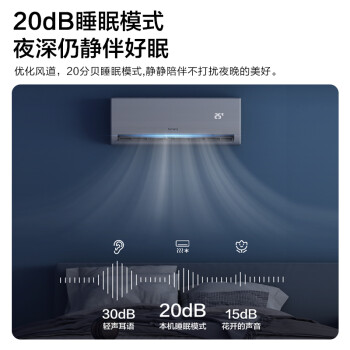 20dB睡眠模式
夜深仍静伴好眠
优化风道，20分贝睡眠模式,静静陪伴不打扰夜晚的美好。
25°
30dB 20dB 15dB
轻声耳语 本机睡眠模式 花开的声音